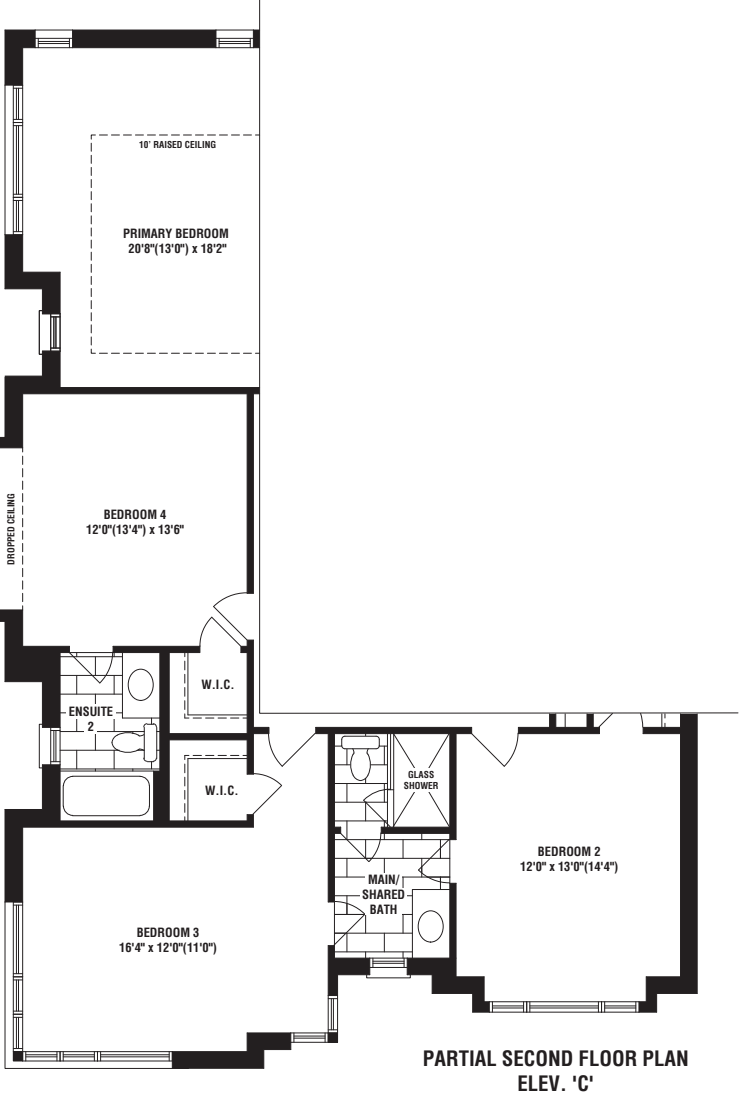 10' RAISED CEILING
PRIMARY BEDROOM
20'8"(13'0") x 18'2"
DROPPED CEILING
BEDROOM 4
12'0"(13'4") x 13'6"
W.I.C.
ENSUITE
2
W.I.C.
GLASS
SHOWER
BEDROOM 2
12'0" x 13'0"(14'4")
MAIN/
SHARED
BATH
BEDROOM 3
16'4" x 12'0"(11'0")
PARTIAL SECOND FLOOR PLAN
ELEV. 'C'